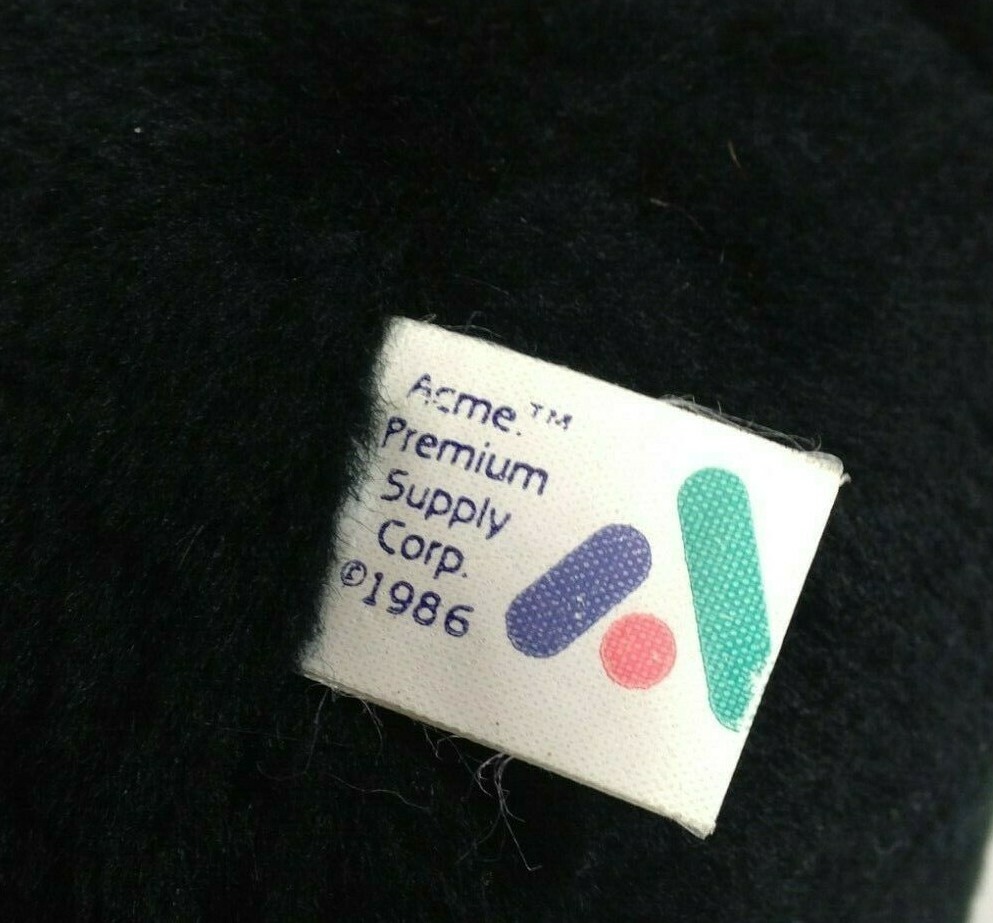 Acme.™
Premium
Supply
Corp.
©1986